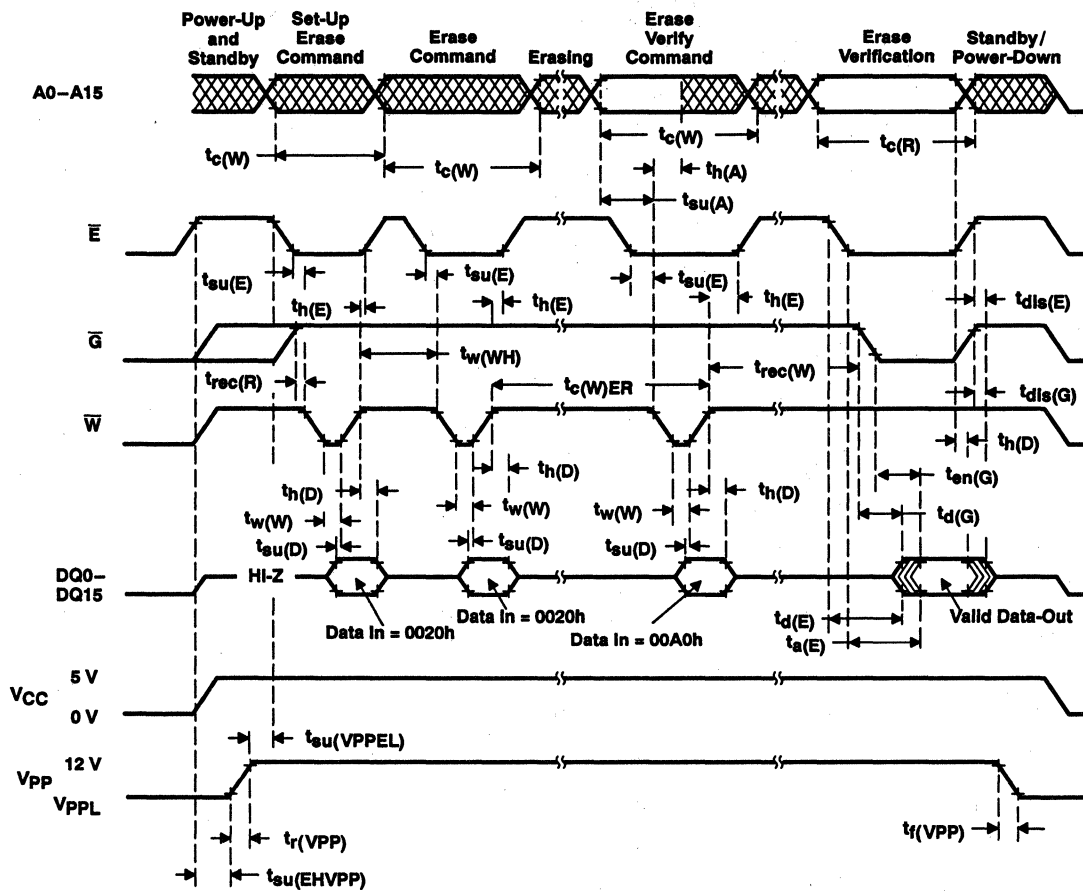 Power-Up and Standby
Set-Up Erase Command
Erase Command
Erasing
Erase Verify Command
Erase Verification
Standby/ Power-Down
A0–A15
tc(W)
tc(W)
tc(W)
tc(R)
th(A)
tsu(A)
E
tsu(E)
tsu(E)
tsu(E)
th(E)
th(E)
th(E)
tdis(E)
G
tw(WH)
trec(R)
trec(W)
tc(W)ER
tdis(G)
W
th(D)
th(D)
th(D)
th(D)
ten(G)
tw(W)
tw(W)
tw(W)
td(G)
tsu(D)
tsu(D)
tsu(D)
DQ0–
DQ15
HI-Z
Data In = 0020h
Data In = 0020h
Data In = 00A0h
Valid Data-Out
td(E)
ta(E)
5 V
VCC
0 V
tsu(VPPEL)
12 V
VPP
VPPL
tr(VPP)
tf(VPP)
tsu(EHVPP)